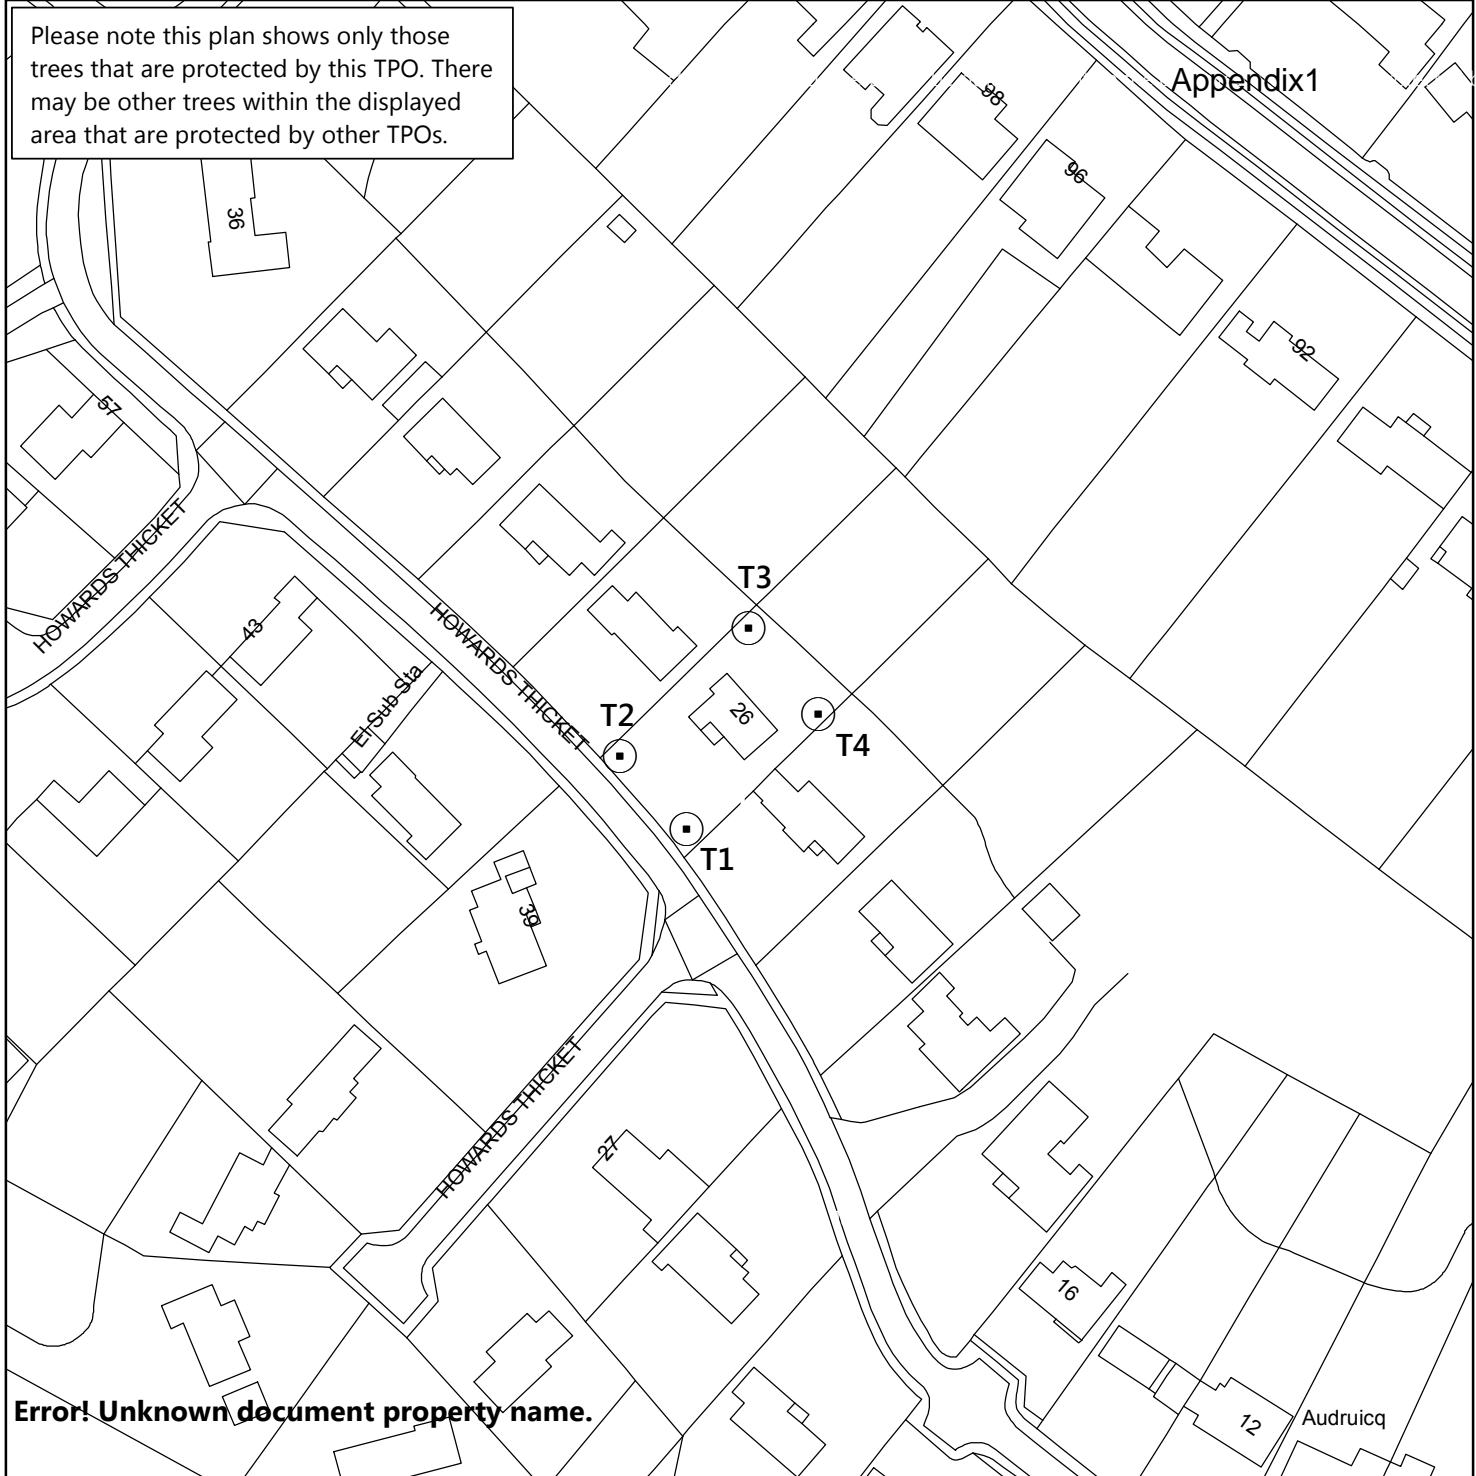 Please note this plan shows only those
trees that are protected by this TPO. There
may be other trees within the displayed
area that are protected by other TPOs.
Appendix1
98
96
36
92
57
HOWARDS THICKET
T3
43
HOWARDS THICKET
El Sub Sta
T2
26
T4
T1
39
HOWARDS THICKET
27
16
Error! Unknown document property name.
12
Audruicq